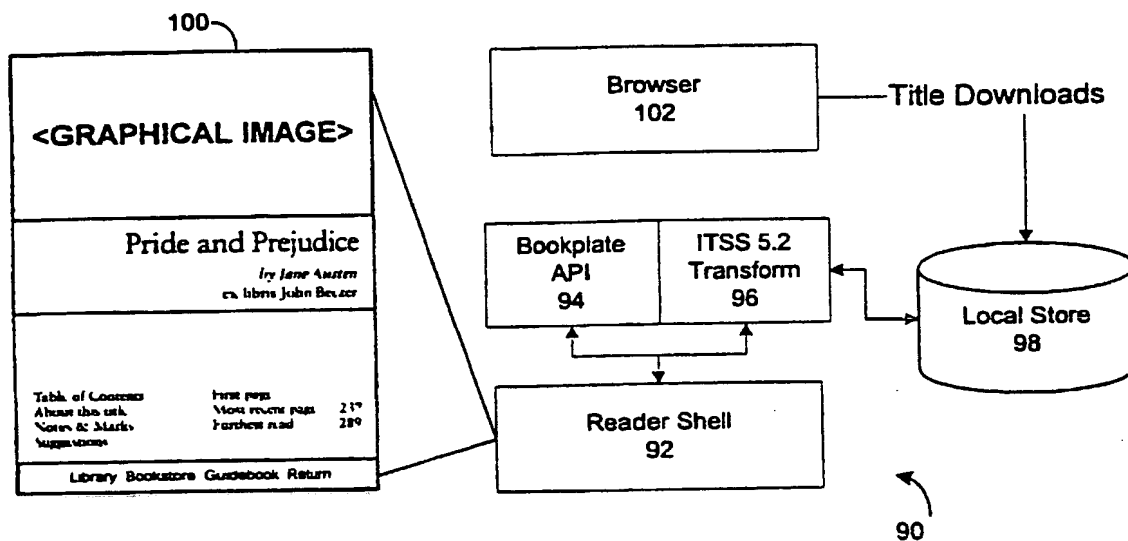 100
<GRAPHICAL IMAGE>
Pride and Prejudice
by Jane Austen
ex libris John
Table of Contents
About this title
Notes & Marks
Suggestions
First page
Most recent page 237
Furthest read 289
Library Bookstore Guidebook Return
Browser
102
Title Downloads
Bookplate
API
94
ITSS 5.2
Transform
96
Local Store
98
Reader Shell
92
90